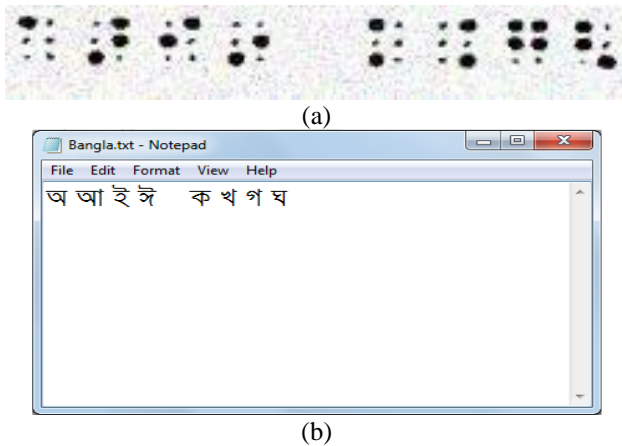 (a)
Bangla.txt - Notepad
File Edit Format View Help
অ আ ই ঈ ক খ গ ঘ
(b)